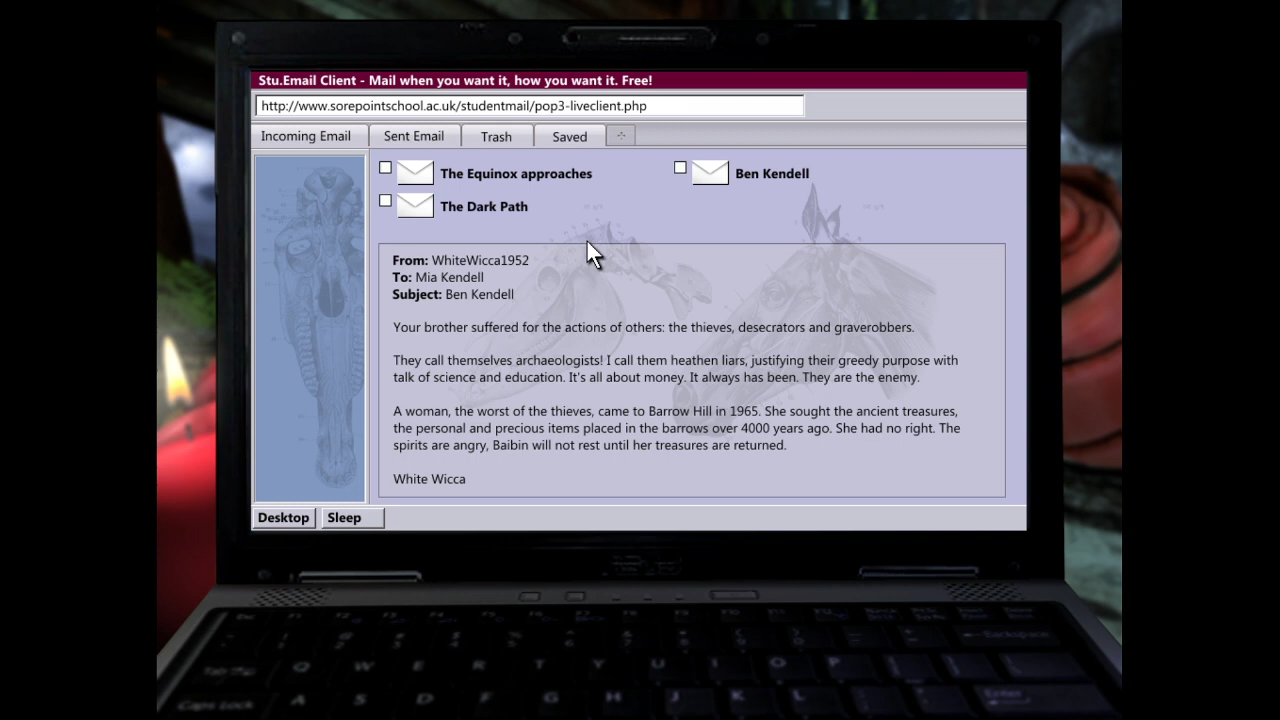 Stu.Email Client - Mail when you want it, how you want it. Free!
http://www.sorepointschool.ac.uk/studentmail/pop3-liveclient.php
Incoming Email Sent Email Trash Saved
The Equinox approaches Ben Kendell
The Dark Path
From: WhiteWicca1952
To: Mia Kendell
Subject: Ben Kendell
Your brother suffered for the actions of others: the thieves, desecrators and graverobbers.
They call themselves archaeologists! I call them heathen liars, justifying their greedy purpose with
talk of science and education. It's all about money. It always has been. They are the enemy.
A woman, the worst of the thieves, came to Barrow Hill in 1965. She sought the ancient treasures,
the personal and precious items placed in the barrows over 4000 years ago. She had no right. The
spirits are angry, Baibin will not rest until her treasures are returned.
White Wicca
Desktop Sleep
Q W E R T Y U I O P
Caps Lock A S D F G H J K L Enter